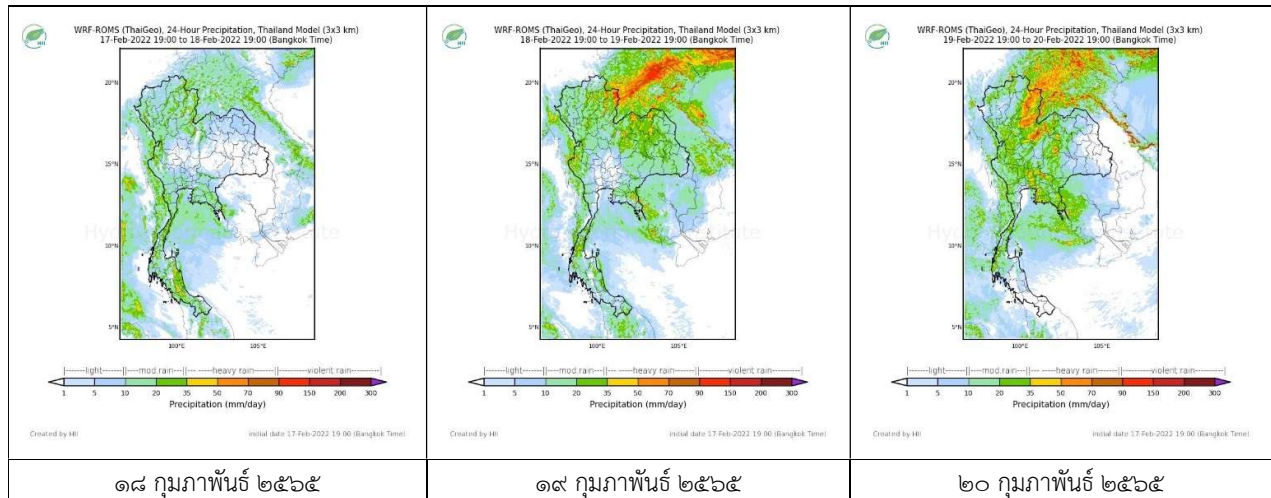 HII
WRF-ROMS (ThaiGeo), 24-Hour Precipitation, Thailand Model (3x3 km)
17-Feb-2022 19:00 to 18-Feb-2022 19:00 (Bangkok Time)
20°N
15°N
10°N
5°N
100°E 105°E
|-------light-------||----mod.rain----||-- -----heavy rain------||-------violent rain-------
1 5 10 20 35 50 70 90 150 200 300
Precipitation (mm/day)
Created by HII initial date 17-Feb-2022 19:00 (Bangkok Time)
๑๘ กุมภาพันธ์ ๒๕๖๕
HII
WRF-ROMS (ThaiGeo), 24-Hour Precipitation, Thailand Model (3x3 km)
18-Feb-2022 19:00 to 19-Feb-2022 19:00 (Bangkok Time)
20°N
15°N
10°N
5°N
100°E 105°E
|-------light-------||----mod.rain----||-- -----heavy rain------||-------violent rain-------
1 5 10 20 35 50 70 90 150 200 300
Precipitation (mm/day)
Created by HII initial date 17-Feb-2022 19:00 (Bangkok Time)
๑๙ กุมภาพันธ์ ๒๕๖๕
HII
WRF-ROMS (ThaiGeo), 24-Hour Precipitation, Thailand Model (3x3 km)
19-Feb-2022 19:00 to 20-Feb-2022 19:00 (Bangkok Time)
20°N
15°N
10°N
5°N
100°E 105°E
|-------light-------||----mod.rain----||-- -----heavy rain------||-------violent rain-------
1 5 10 20 35 50 70 90 150 200 300
Precipitation (mm/day)
Created by HII initial date 17-Feb-2022 19:00 (Bangkok Time)
๒๐ กุมภาพันธ์ ๒๕๖๕